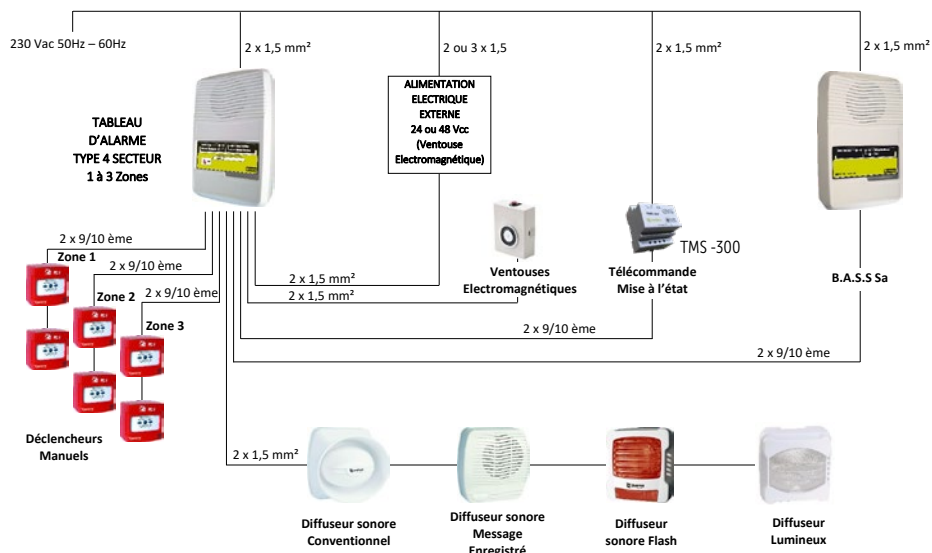 230 Vac 50Hz – 60Hz
2 x 1,5 mm²
2 ou 3 x 1,5
2 x 1,5 mm²
2 x 1,5 mm²
TABLEAU
D'ALARME
TYPE 4 SECTEUR
1 à 3 Zones
ALIMENTATION
ELECTRIQUE
EXTERNE
24 ou 48 Vcc
(Ventouse
Electromagnétique)
TMS -300
2 x 9/10 ème
Zone 1
2 x 9/10 ème
Zone 2
2 x 9/10 ème
Zone 3
2 x 1,5 mm²
2 x 1,5 mm²
Ventouses
Electromagnétiques
Télécommande
Mise à l'état
B.A.S.S Sa
2 x 9/10 ème
2 x 9/10 ème
Déclencheurs
Manuels
2 x 1,5 mm²
Diffuseur sonore
Conventionnel
Diffuseur sonore
Message
Enregistré
Diffuseur
sonore Flash
Diffuseur
Lumineux